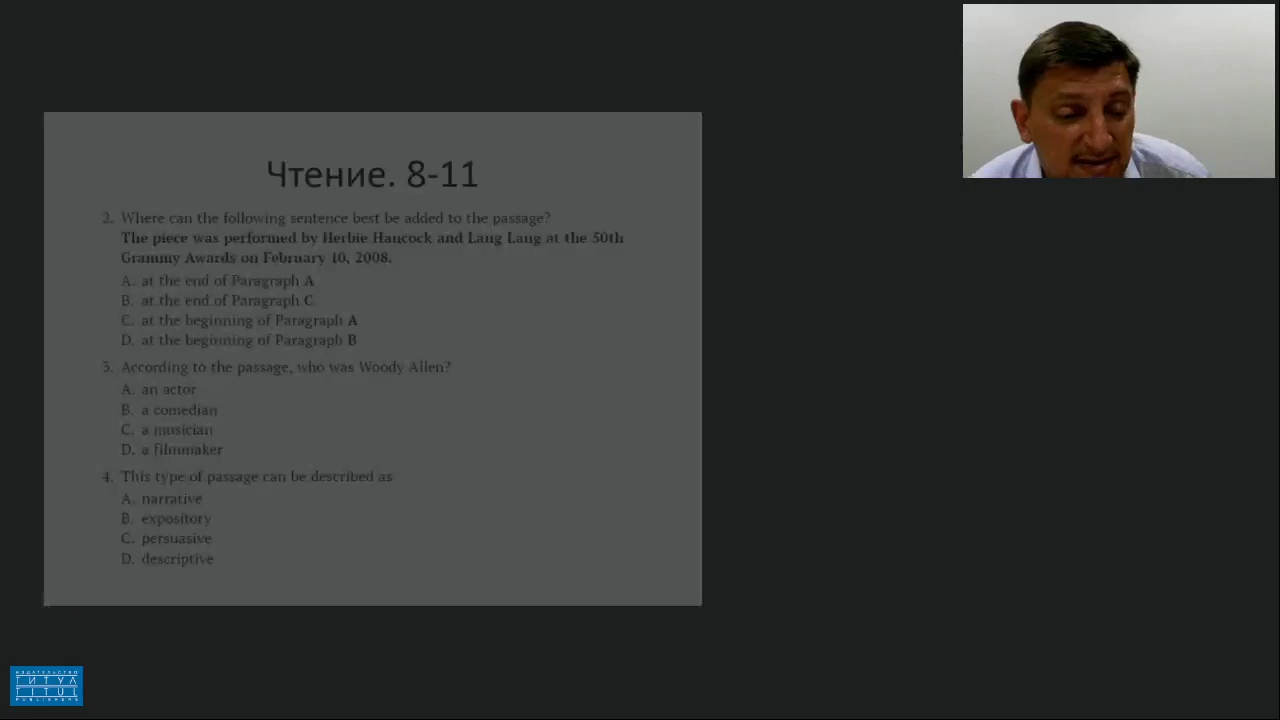 Чтение. 8-11
2. Where can the following sentence best be added to the passage?
The piece was performed by Herbie Hancock and Lang Lang at the 50th
Grammy Awards on February 10, 2008.
A. at the end of Paragraph A
B. at the end of Paragraph C
C. at the beginning of Paragraph A
D. at the beginning of Paragraph B
3. According to the passage, who was Woody Allen?
A. an actor
B. a comedian
C. a musician
D. a filmmaker
4. This type of passage can be described as
A. narrative
B. expository
C. persuasive
D. descriptive
ИЗДАТЕЛЬСТВО
ТИТУЛ
TITUL
PUBLISHERS